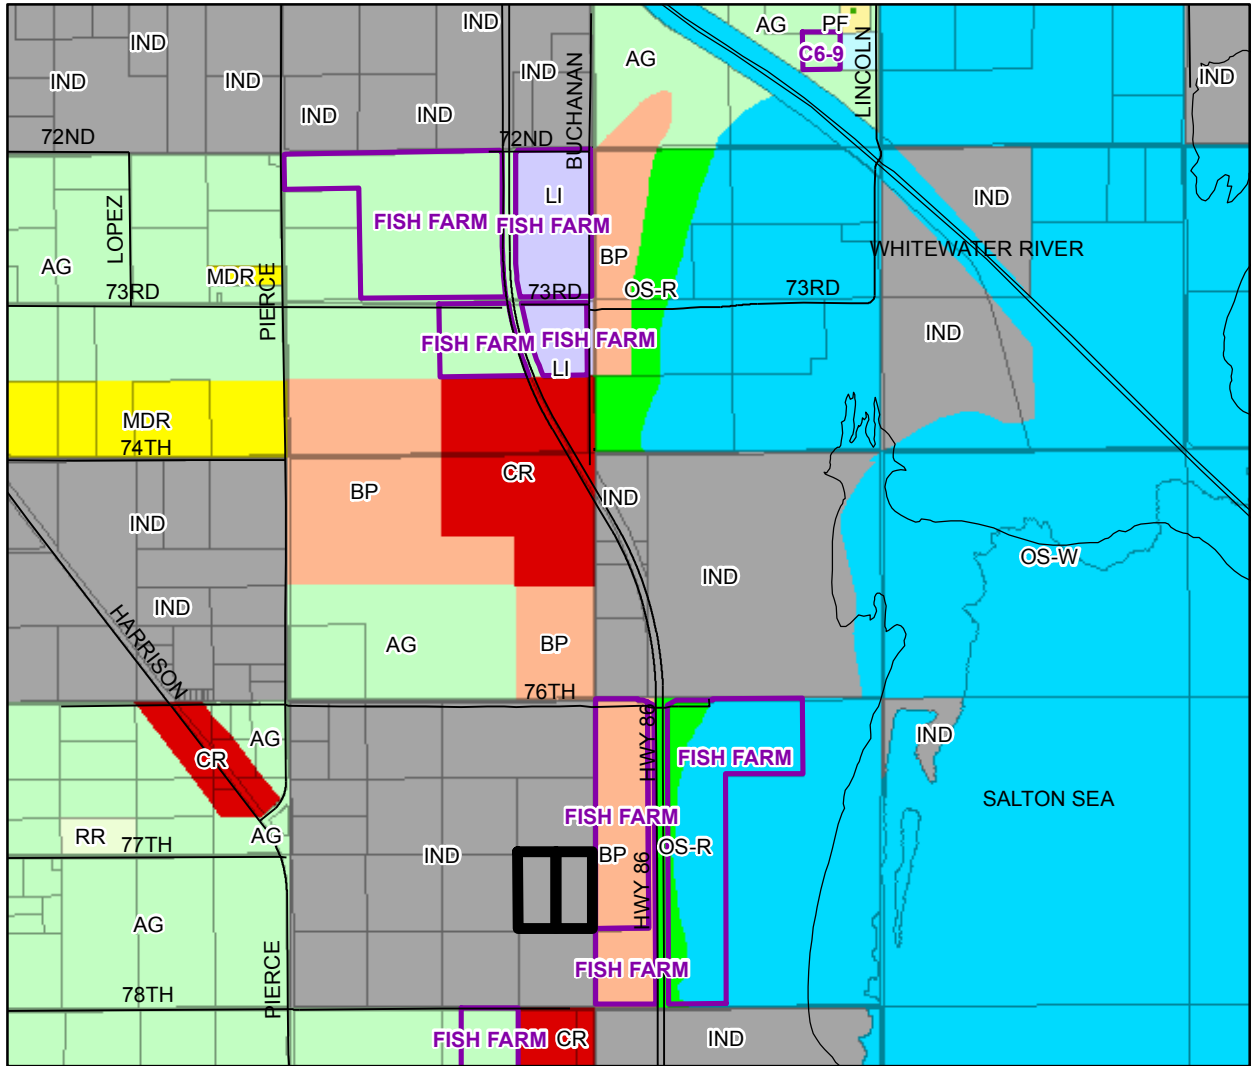 IND
IND
AG
PF
C6-9
IND
AG
IND
IND
IND
IND
IND
IND
BUCHANAN
LINCOLN
72ND
72ND
LI
IND
LOPEZ
FISH FARM
FISH FARM
WHITEWATER RIVER
AG
MDR
BP
OS-R
PIERCE
73RD
73RD
73RD
FISH FARM
FISH FARM
IND
LI
MDR
74TH
CR
BP
IND
IND
IND
OS-W
IND
HARRISON
AG
BP
76TH
AG
HWY 86
IND
CR
FISH FARM
SALTON SEA
FISH FARM
RR
77TH
AG
IND
BP
OS-R
HWY 86
AG
FISH FARM
PIERCE
78TH
FISH FARM
CR
IND